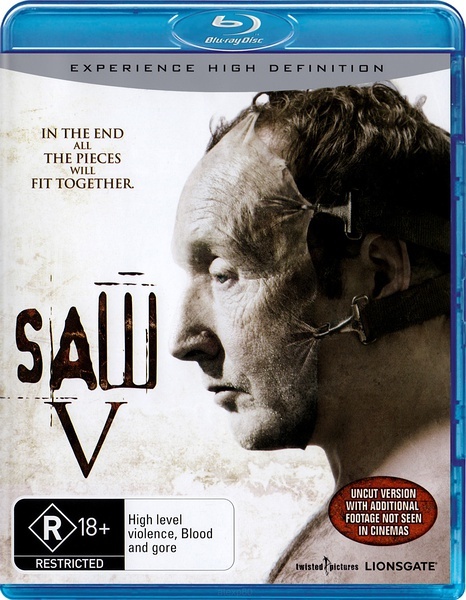 Blu-ray Disc
EXPERIENCE HIGH DEFINITION
IN THE END
ALL
THE PIECES
WILL
FIT TOGETHER.
SAW
V
R 18+
RESTRICTED
High level
violence, Blood
and gore
UNCUT VERSION
WITH ADDITIONAL
FOOTAGE NOT SEEN
IN CINEMAS
twisted pictures
LIONSGATE